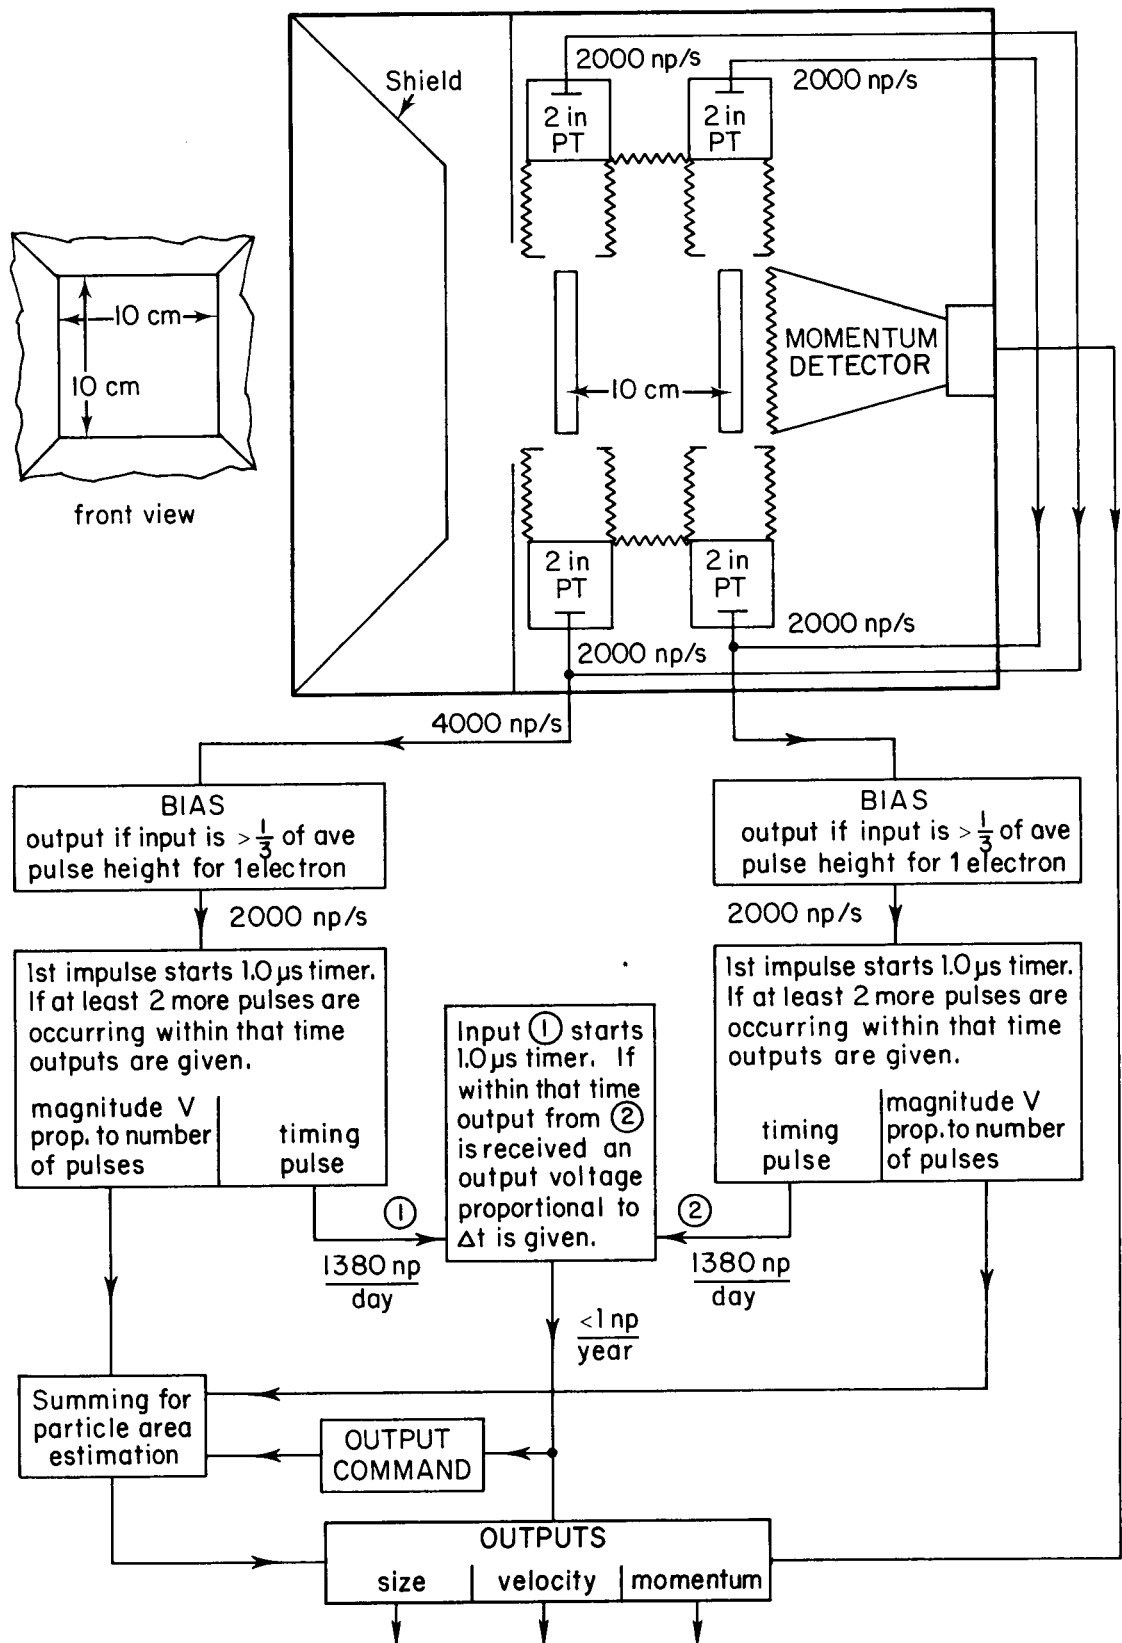 2000 np/s
2000 np/s
Shield
2 in
PT
2 in
PT
10 cm
10 cm
front view
10 cm
MOMENTUM
DETECTOR
2 in
PT
2 in
PT
2000 np/s
2000 np/s
4000 np/s
BIAS
output if input is > 1/3 of ave
pulse height for 1 electron
BIAS
output if input is > 1/3 of ave
pulse height for 1 electron
2000 np/s
2000 np/s
1st impulse starts 1.0 μs timer.
If at least 2 more pulses are
occurring within that time
outputs are given.
magnitude V
prop. to number
of pulses
timing
pulse
Input ① starts
1.0 μs timer. If
within that time
output from ②
is received an
output voltage
proportional to
Δt is given.
1st impulse starts 1.0 μs timer.
If at least 2 more pulses are
occurring within that time
outputs are given.
timing
pulse
magnitude V
prop. to number
of pulses
①
1380 np
day
②
1380 np
day
<1 np
year
Summing for
particle area
estimation
OUTPUT
COMMAND
OUTPUTS
size
velocity
momentum